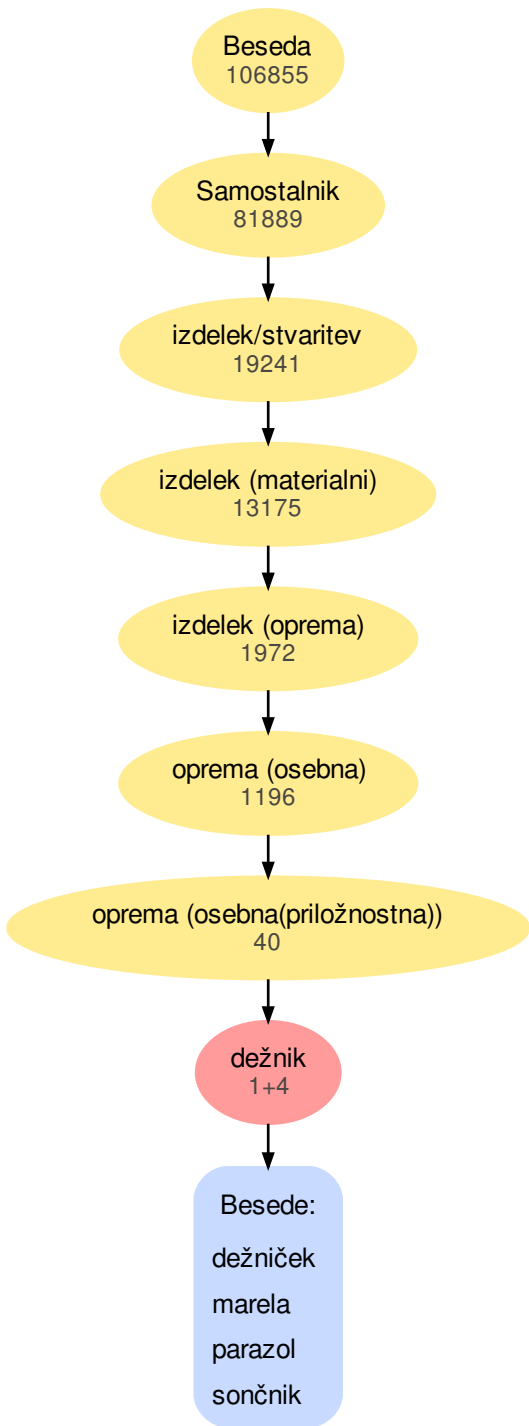 Beseda
106855
Samostalnik
81889
izdelek/stvaritev
19241
izdelek (materialni)
13175
izdelek (oprema)
1972
oprema (osebna)
1196
oprema (osebna(priložnostna))
40
dežnik
1+4
Besede:
dežniček
marela
parazol
sončnik